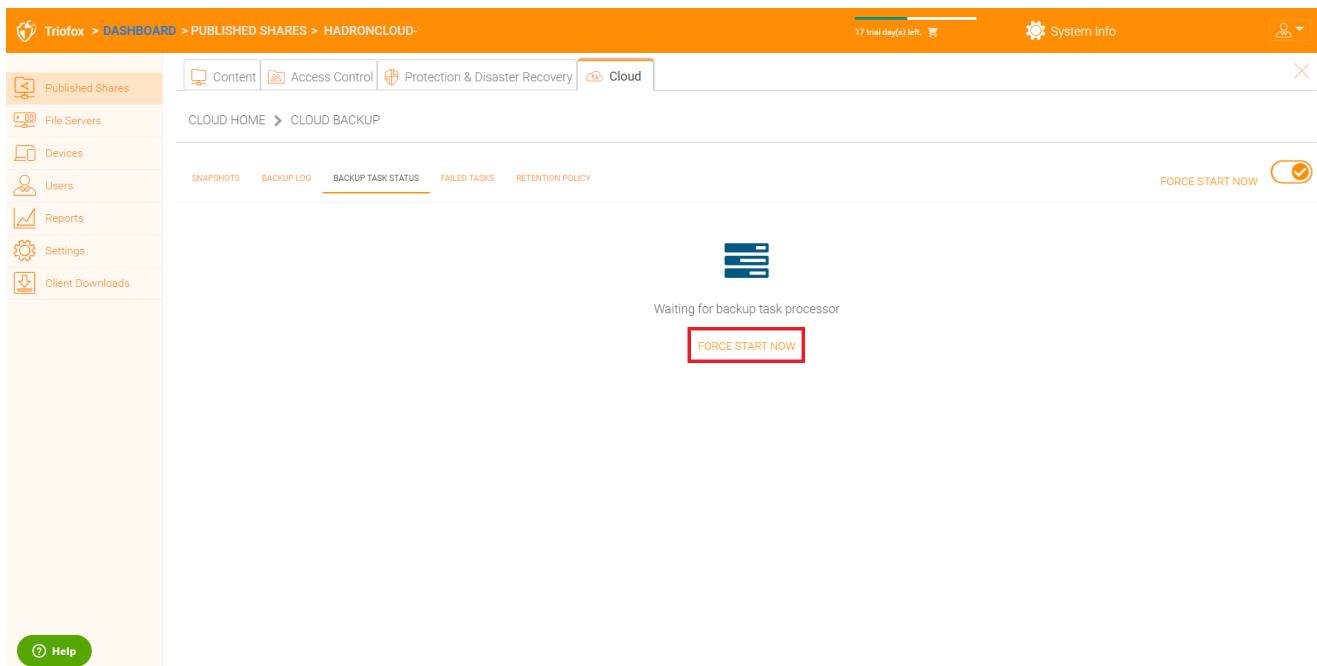 Triofox > DASHBOARD > PUBLISHED SHARES > HADRONCLOUD-
17 trial day(s) left.
System Info
Published Shares
File Servers
Devices
Users
Reports
Settings
Client Downloads
Content
Access Control
Protection & Disaster Recovery
Cloud
CLOUD HOME > CLOUD BACKUP
SNAPSHOTS
BACKUP LOG
BACKUP TASK STATUS
FAILED TASKS
RETENTION POLICY
FORCE START NOW
Waiting for backup task processor
FORCE START NOW
Help